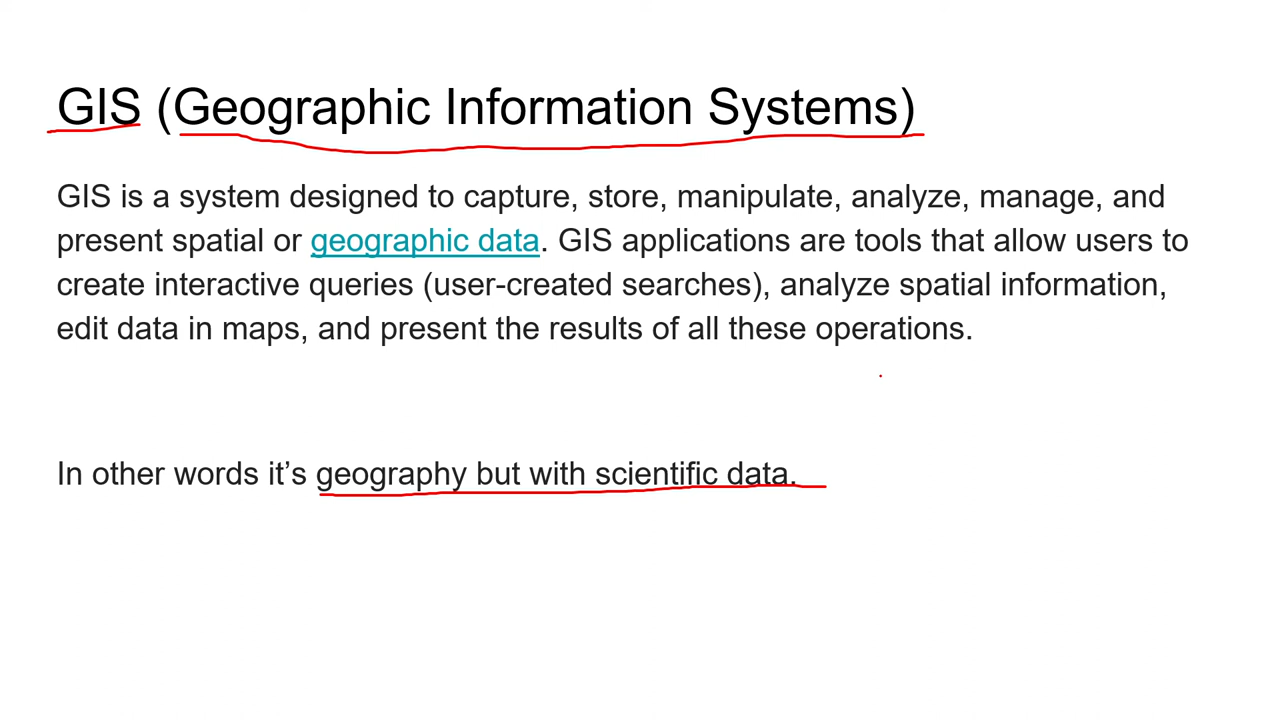 GIS (Geographic Information Systems)
GIS is a system designed to capture, store, manipulate, analyze, manage, and
present spatial or geographic data. GIS applications are tools that allow users to
create interactive queries (user-created searches), analyze spatial information,
edit data in maps, and present the results of all these operations.
In other words it’s geography but with scientific data.